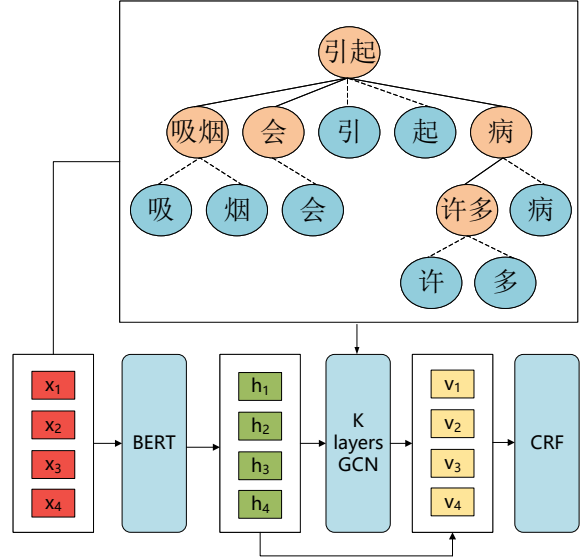 引起
吸烟 会 引 起 病
吸 烟 会 许多 病
许 多
x1 h1 v1
x2 h2 v2
BERT K layers GCN CRF
x3 h3 v3
x4 h4 v4